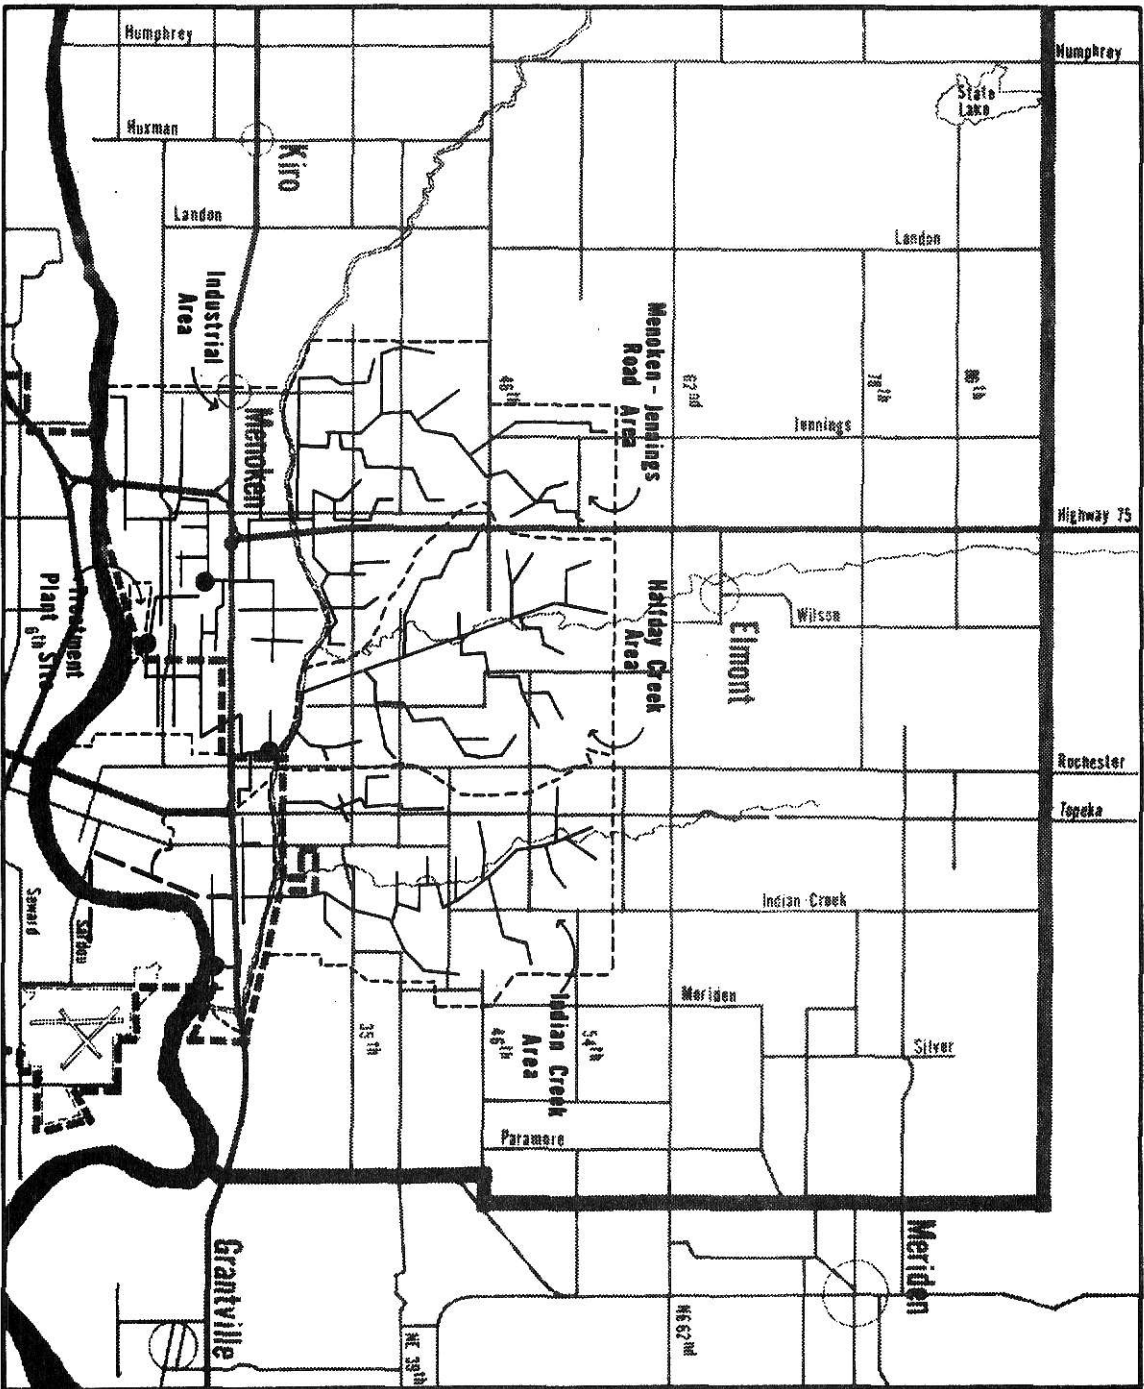 Humphrey
Humphrey
State
Lake
Huxman
Kiro
Landon
Landon
Industrial
Area
Menoken - Jennings
Road Area
46th
62nd
78th
86th
Menoken
Jennings
Highway 75
Treatment
Plant Site
6th
Halfday Creek
Area
Elmont
Wilson
Rochester
Topeka
Seward
Sardou
Indian Creek
Meriden
35th
46th
54th
Indian Creek
Area
Silver
Paramore
Grantville
Meriden
NE 39th
NE 62nd